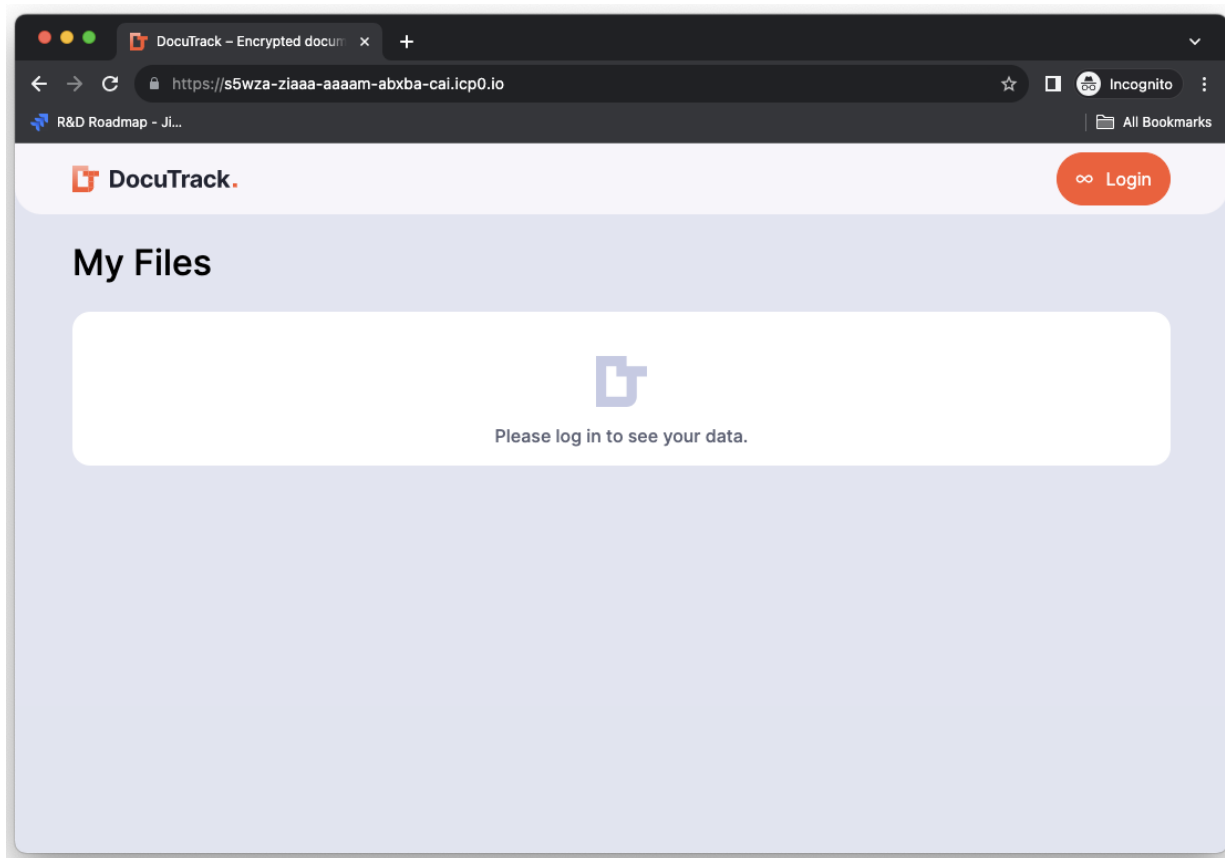 DocuTrack – Encrypted docum
https://s5wza-ziaaa-aaaam-abxba-cai.icp0.io
Incognito
R&D Roadmap - Ji...
All Bookmarks
DocuTrack.
Login
My Files
Please log in to see your data.